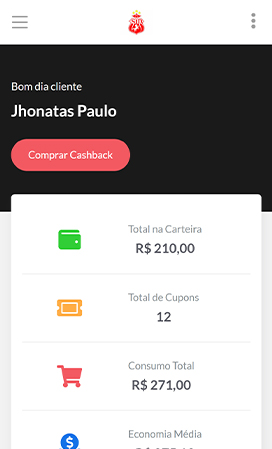 Bom dia cliente
Jhonatas Paulo
Comprar Cashback
Total na Carteira
R$ 210,00
Total de Cupons
12
Consumo Total
R$ 271,00
Economia Média